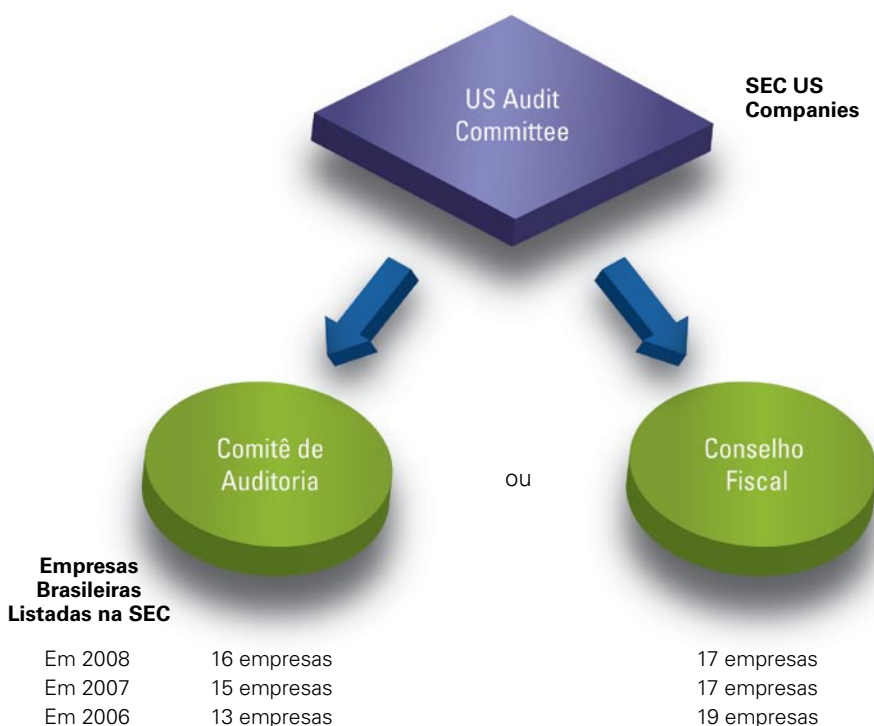 US Audit
Committee
SEC US
Companies
Comitê de
Auditoria
ou
Conselho
Fiscal
Empresas
Brasileiras
Listadas na SEC
Em 2008 16 empresas 17 empresas
Em 2007 15 empresas 17 empresas
Em 2006 13 empresas 19 empresas